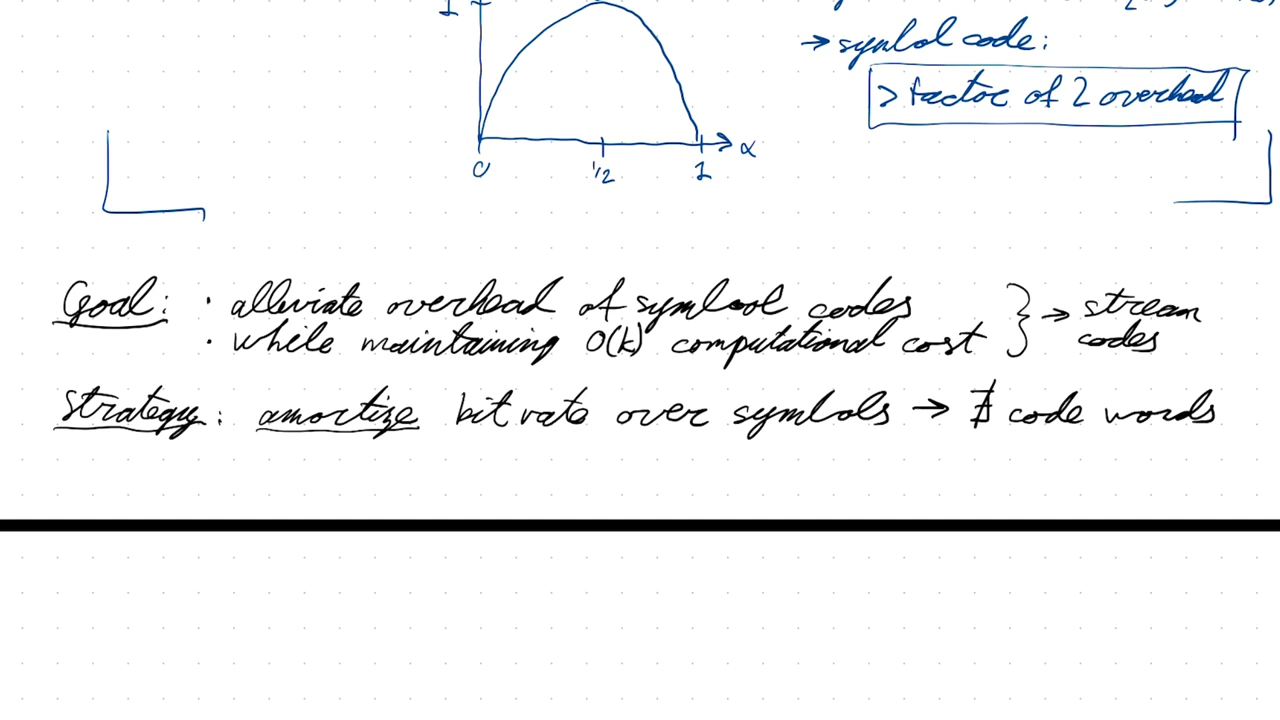 1
→ symbol code:
> factor of 2 overhead
α
0 1/2 1
Goal: · alleviate overhead of symbol codes } → stream
· while maintaining O(k) computational cost codes
Strategy: amortize bit rate over symbols → ∄ code words